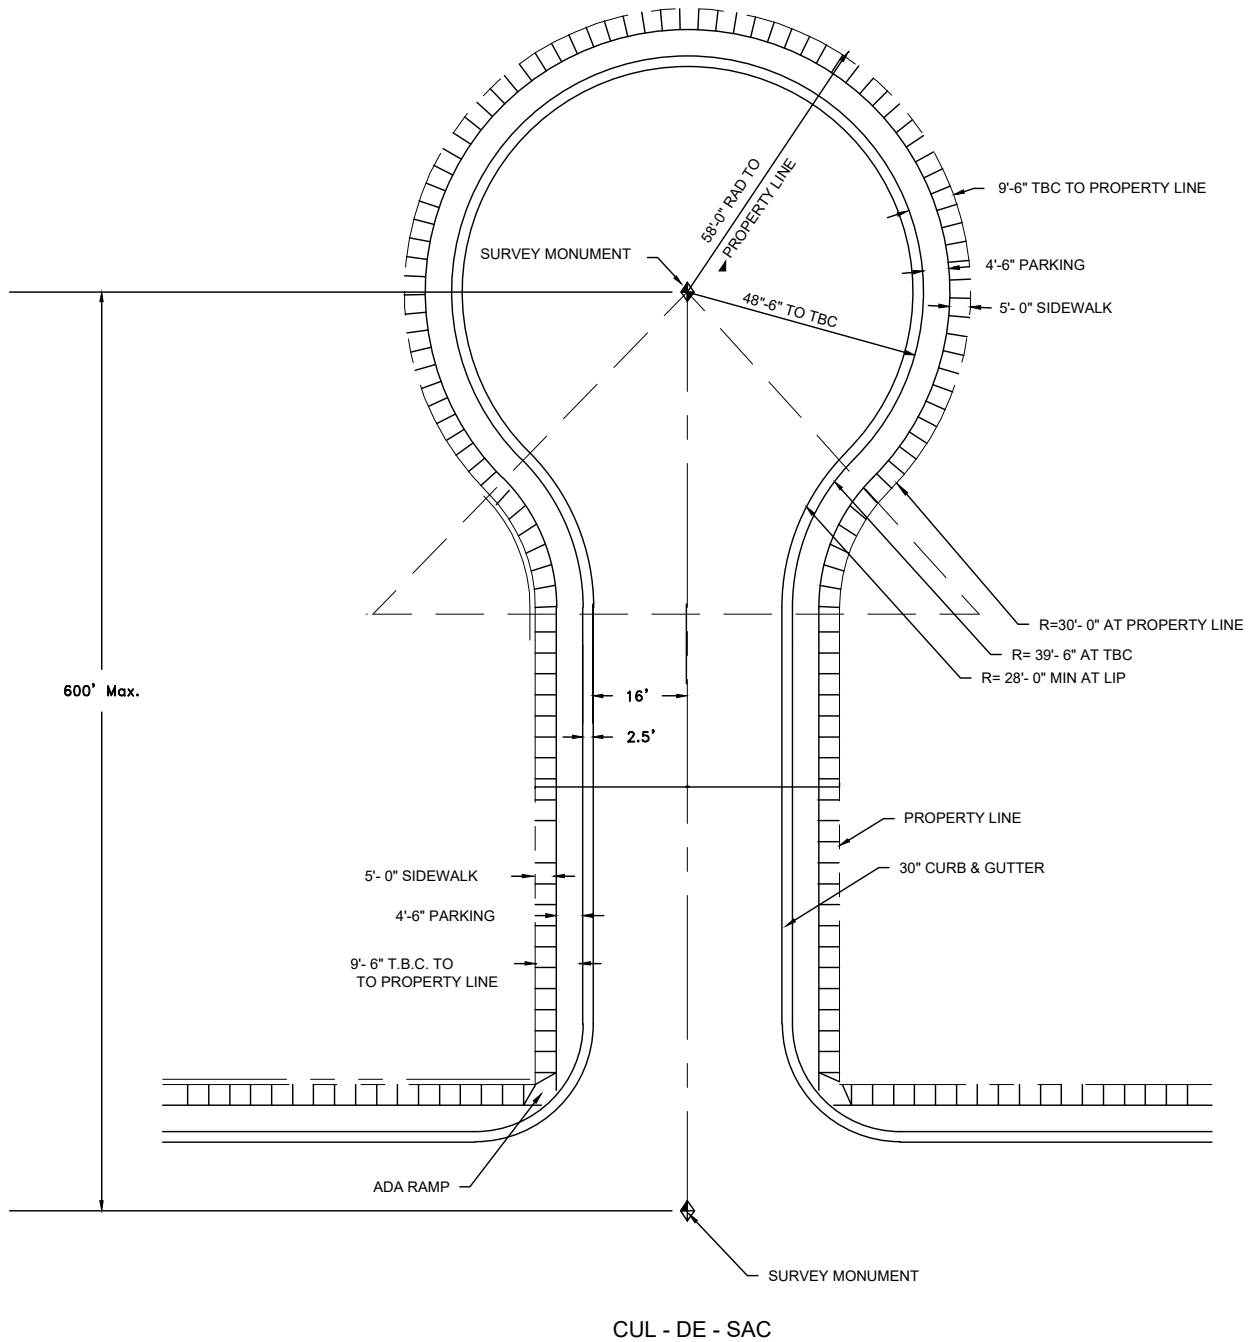 58'-0" RAD TO
PROPERTY LINE
9'-6" TBC TO PROPERTY LINE
SURVEY MONUMENT
4'-6" PARKING
48"-6" TO TBC
5'- 0" SIDEWALK
R=30'- 0" AT PROPERTY LINE
R= 39'- 6" AT TBC
R= 28'- 0" MIN AT LIP
600' Max.
16'
2.5'
PROPERTY LINE
30" CURB & GUTTER
5'- 0" SIDEWALK
4'-6" PARKING
9'- 6" T.B.C. TO
TO PROPERTY LINE
ADA RAMP
SURVEY MONUMENT
CUL - DE - SAC